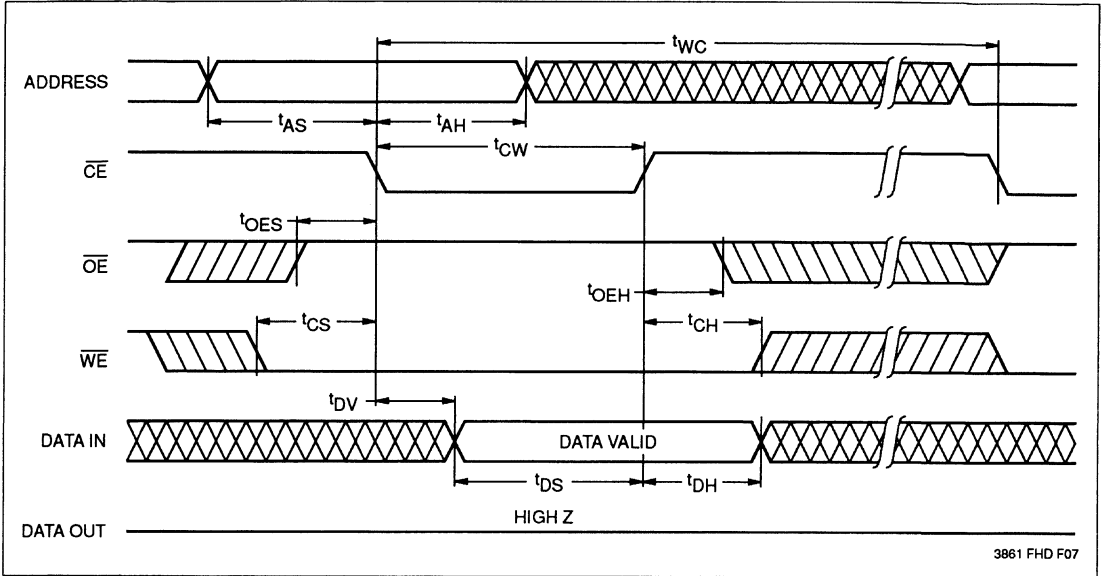 tWC
ADDRESS
tAS
tAH
tCW
CE
tOES
OE
tOEH
tCS
tCH
WE
tDV
DATA IN
DATA VALID
tDS
tDH
HIGH Z
DATA OUT
3861 FHD F07